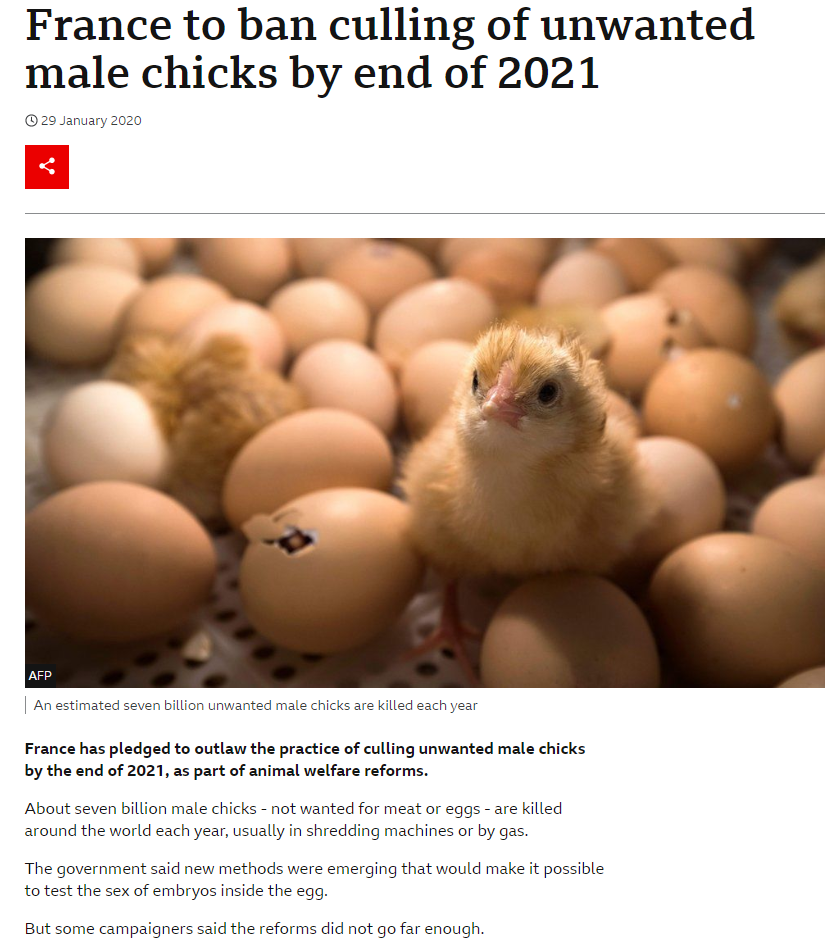 France to ban culling of unwanted
male chicks by end of 2021
29 January 2020
AFP
An estimated seven billion unwanted male chicks are killed each year
France has pledged to outlaw the practice of culling unwanted male chicks
by the end of 2021, as part of animal welfare reforms.
About seven billion male chicks - not wanted for meat or eggs - are killed
around the world each year, usually in shredding machines or by gas.
The government said new methods were emerging that would make it possible
to test the sex of embryos inside the egg.
But some campaigners said the reforms did not go far enough.